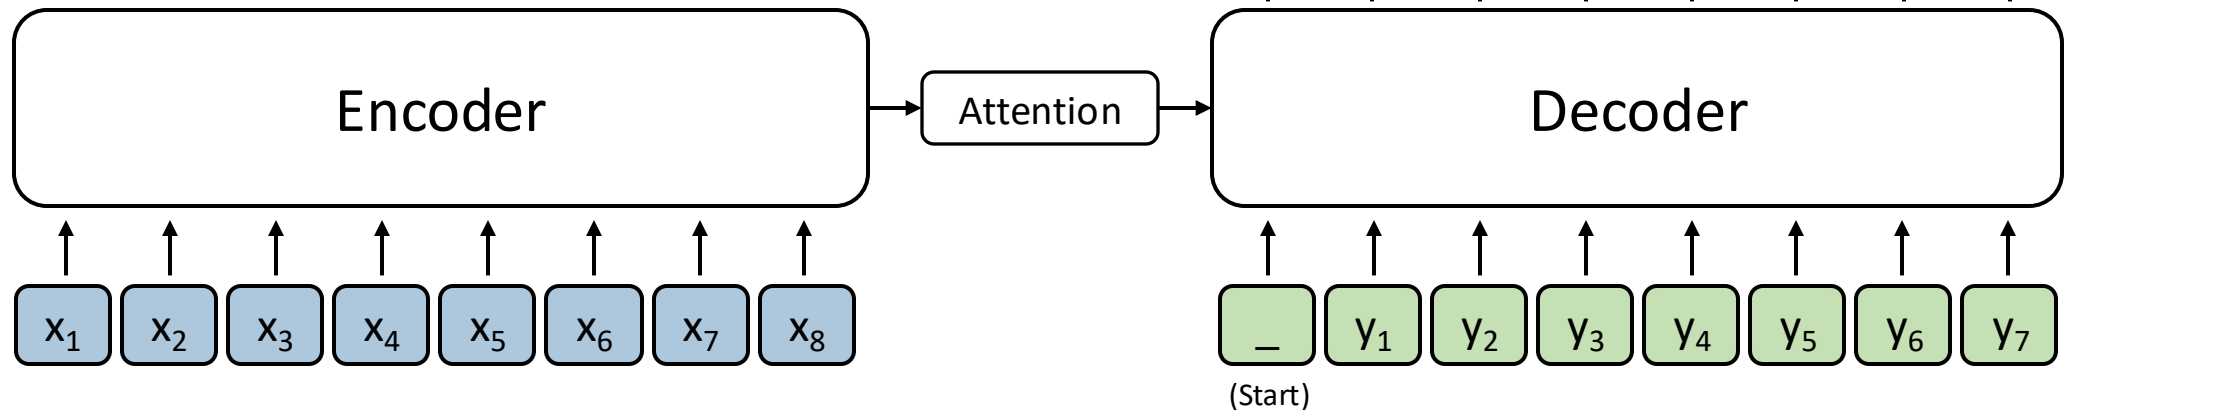 Encoder
Attention
Decoder
x₁ x₂ x₃ x₄ x₅ x₆ x₇ x₈
_ y₁ y₂ y₃ y₄ y₅ y₆ y₇
(Start)